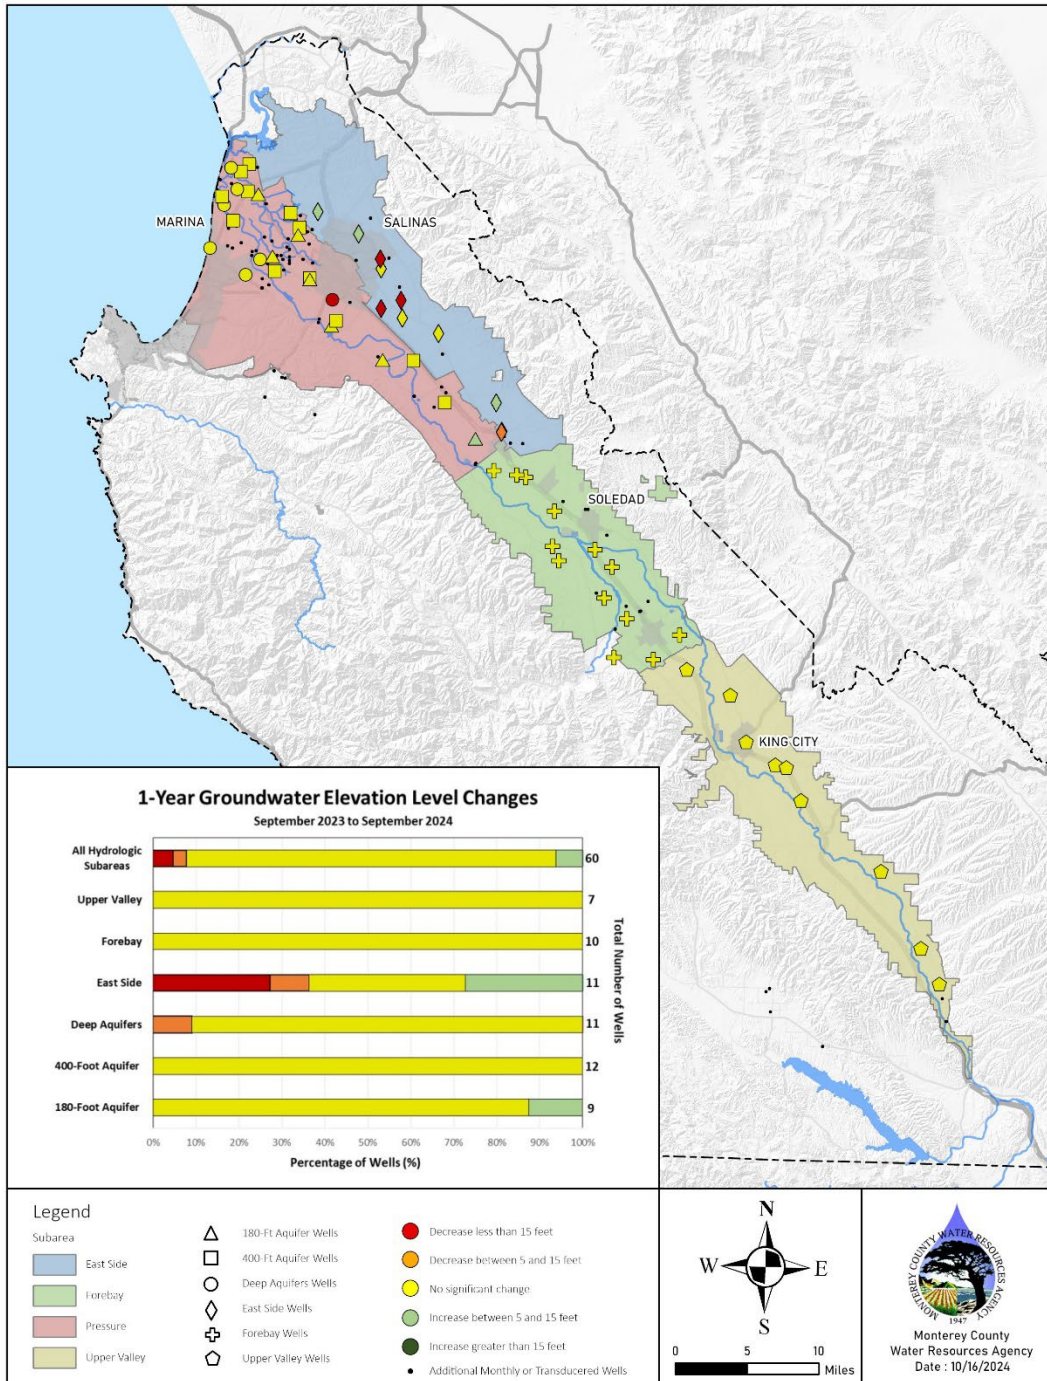 MARINA
SALINAS
SOLEDAD
KING CITY
1-Year Groundwater Elevation Level Changes
September 2023 to September 2024
All Hydrologic
Subareas
60
Upper Valley
7
Forebay
10
East Side
11
Deep Aquifers
11
400-Foot Aquifer
12
180-Foot Aquifer
9
Total Number of Wells
0% 10% 20% 30% 40% 50% 60% 70% 80% 90% 100%
Percentage of Wells (%)
Legend
Subarea
East Side
Forebay
Pressure
Upper Valley
180-Ft Aquifer Wells
400-Ft Aquifer Wells
Deep Aquifers Wells
East Side Wells
Forebay Wells
Upper Valley Wells
Decrease less than 15 feet
Decrease between 5 and 15 feet
No significant change
Increase between 5 and 15 feet
Increase greater than 15 feet
Additional Monthly or Transducered Wells
N
W E
S
0 5 10
Miles
MONTEREY COUNTY WATER RESOURCES AGENCY
1947
Monterey County
Water Resources Agency
Date : 10/16/2024